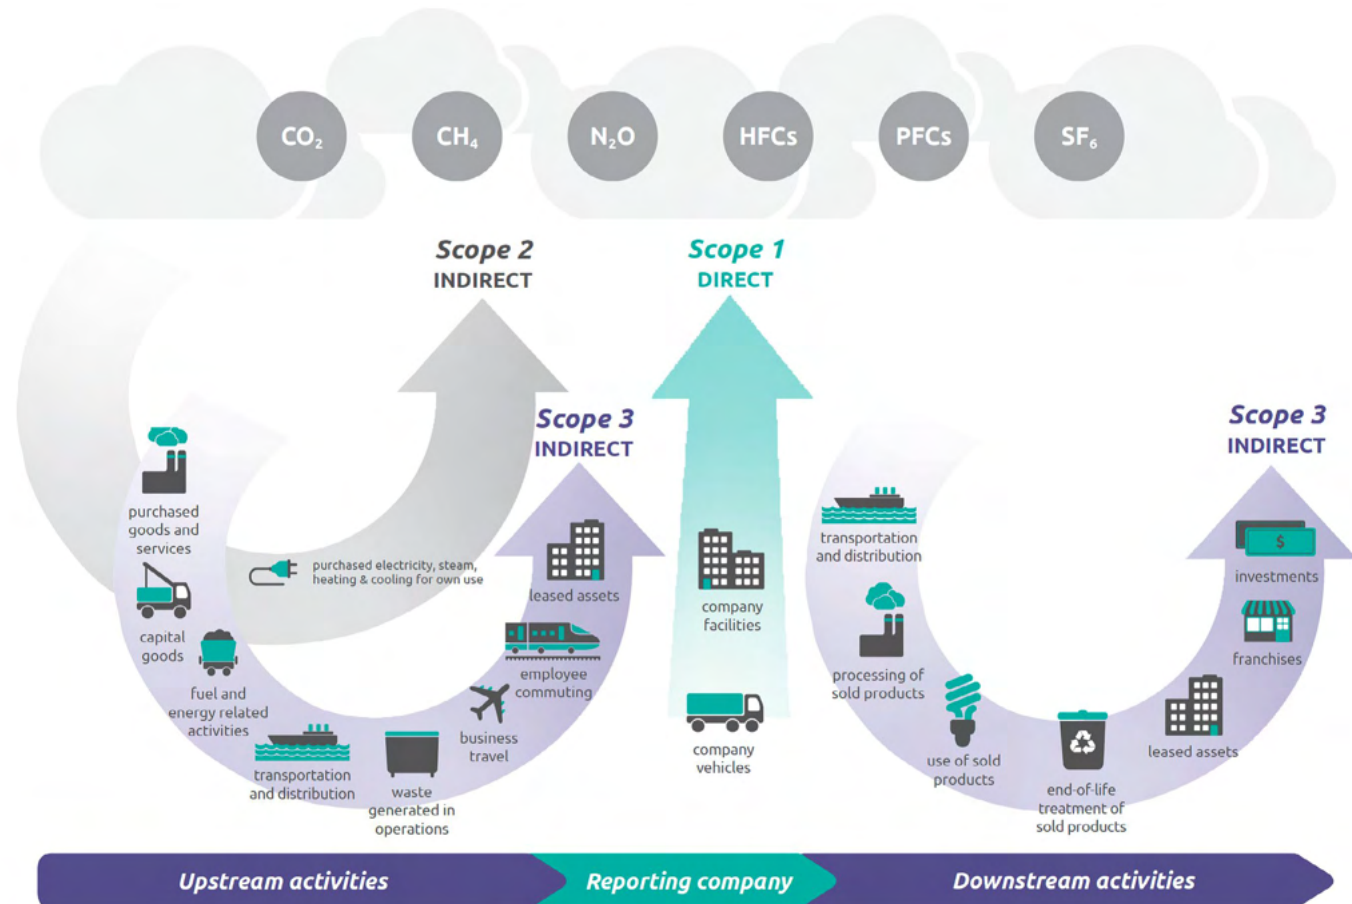 CO₂
CH₄
N₂O
HFCs
PFCs
SF₆
Scope 2
INDIRECT
Scope 1
DIRECT
Scope 3
INDIRECT
Scope 3
INDIRECT
purchased
goods and
services
capital
goods
fuel and
energy related
activities
transportation
and distribution
waste
generated in
operations
business
travel
employee
commuting
leased assets
purchased electricity, steam,
heating & cooling for own use
company
facilities
company
vehicles
transportation
and distribution
processing of
sold products
use of sold
products
end-of-life
treatment of
sold products
leased assets
franchises
investments
$
Upstream activities
Reporting company
Downstream activities